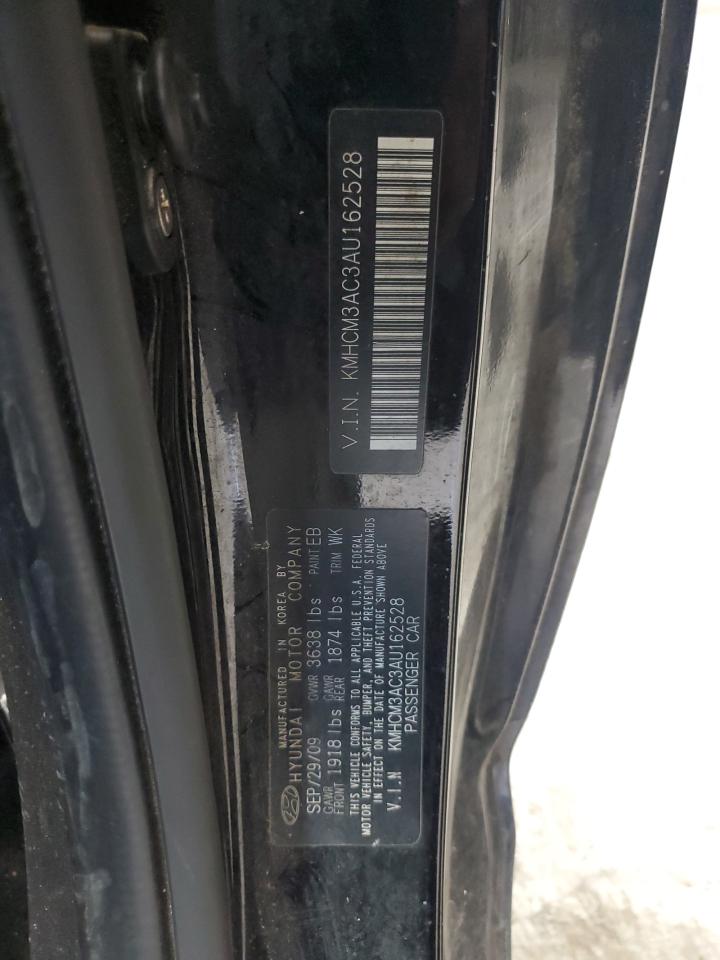 V.I.N. KMHCM3AC3AU162528
MANUFACTURED IN KOREA BY
HYUNDAI MOTOR COMPANY
SEP/29/09 GVWR 3638 lbs PAINT EB
GAWR FRONT 1918 lbs GAWR REAR 1874 lbs TRIM WK
THIS VEHICLE CONFORMS TO ALL APPLICABLE U.S.A. FEDERAL
MOTOR VEHICLE SAFETY, BUMPER, AND THEFT PREVENTION STANDARDS
IN EFFECT ON THE DATE OF MANUFACTURE SHOWN ABOVE
V.I.N KMHCM3AC3AU162528
PASSENGER CAR